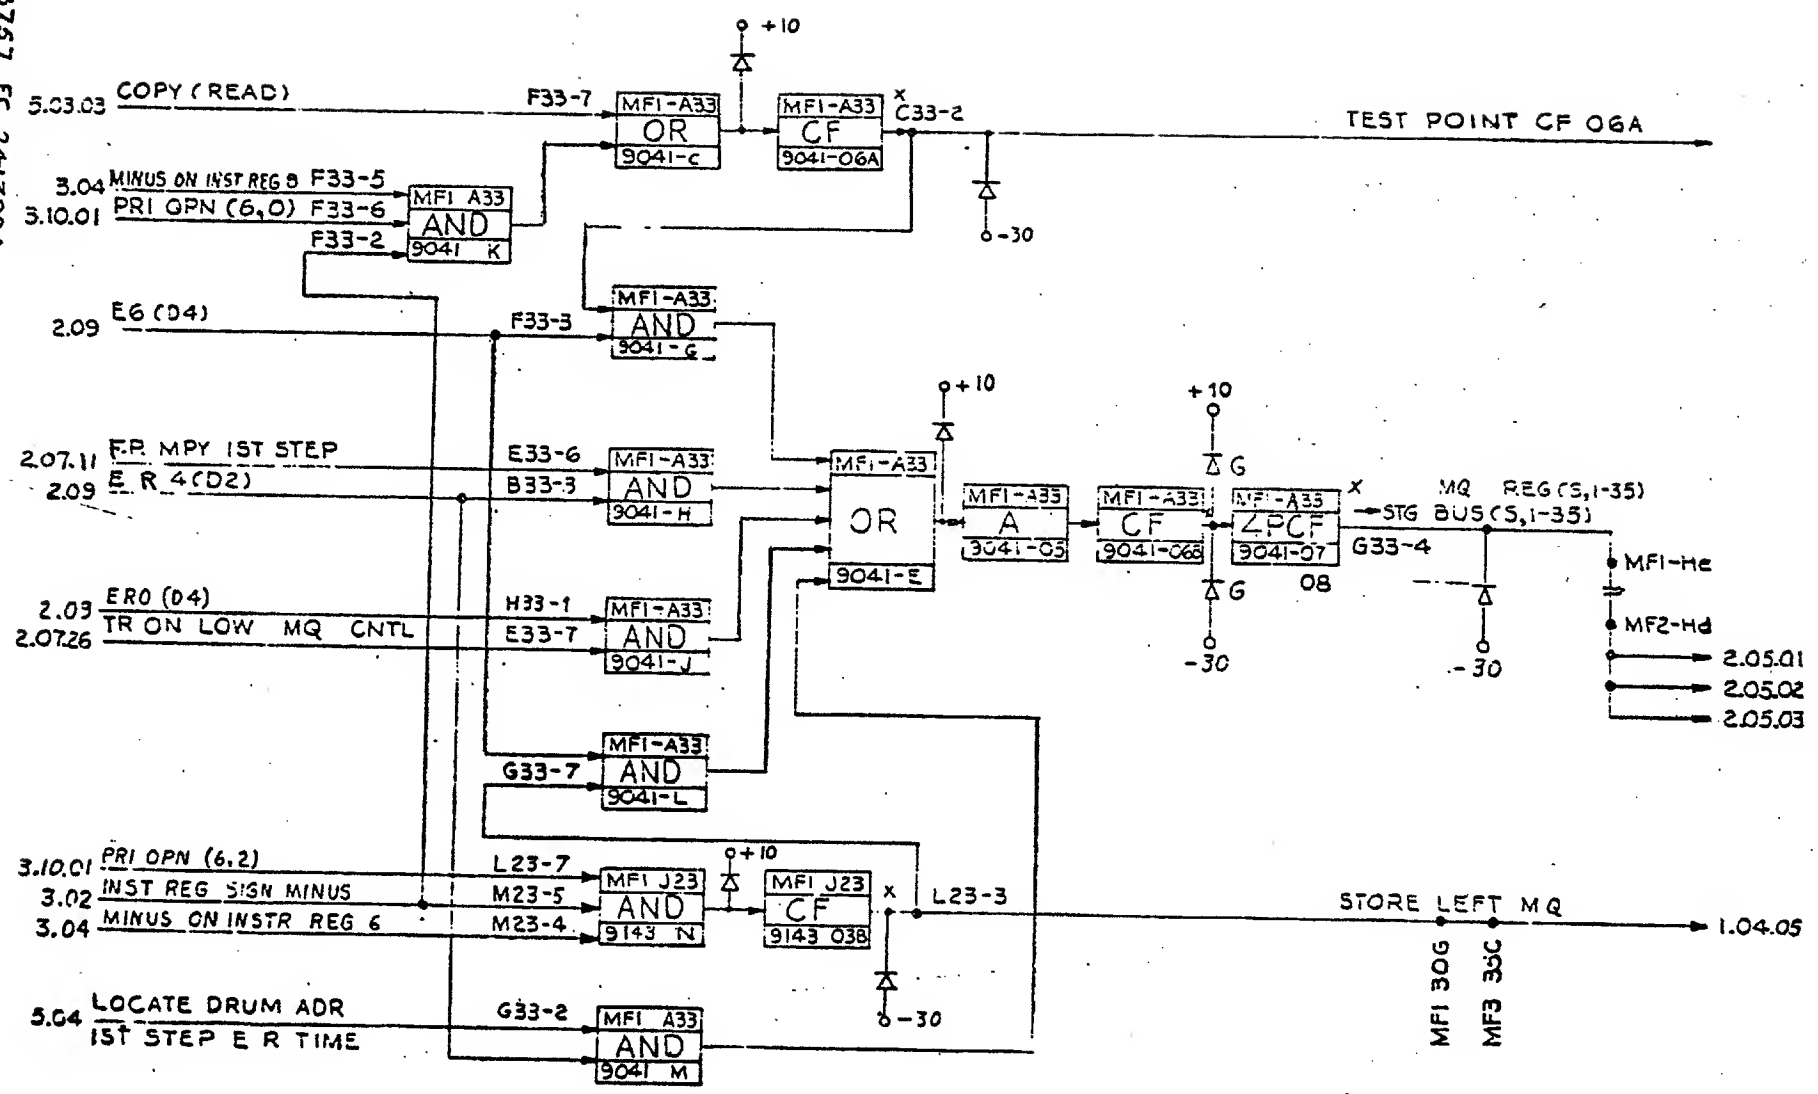 +10
5.03.03 COPY (READ) F33-7 MF1-A33 MF1-A33 X C33-2
OR CF TEST POINT CF 06A
9041-C 9041-06A
3.04 MINUS ON INST REG 8 F33-5
3.10.01 PRI OPN (6,0) F33-6
F33-2
MF1 A33
AND
9041 K
-30
2.09 E6 (D4) F33-3
MF1-A33
AND
9041-G
+10
+10
2.07.11 F.P. MPY 1ST STEP E33-6
2.09 E R 4 (D2) B33-3
MF1-A33
AND
9041-H
MF1-A33
OR
9041-E
MF1-A33
A
9041-05
MF1-A33
CF
9041-06B
G
G
-30
MF1-A33
4PCF
9041-07
08
X MQ REG (S,1-35)
STG BUS (S,1-35)
G33-4
-30
MF1-He
MF2-Hd
2.05.01
2.05.02
2.05.03
2.09 ER0 (D4) H33-1
2.07.26 TR ON LOW MQ CNTL E33-7
MF1-A33
AND
9041-J
G33-7
MF1-A33
AND
9041-L
3.10.01 PRI OPN (6,2) L23-7
3.02 INST REG SIGN MINUS M23-5
3.04 MINUS ON INSTR REG 6 M23-4
MF1 J23
AND
9143 N
+10
MF1 J23
CF
9143 03B
X
L23-3
-30
STORE LEFT MQ
1.04.05
MF1 30G
MF3 35C
5.04 LOCATE DRUM ADR G33-2
1ST STEP E R TIME
MF1 A33
AND
9041 M